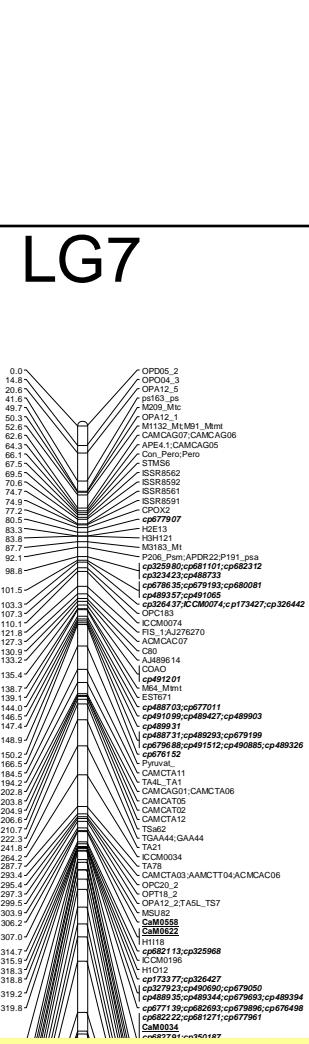 LG7
0.0 OPD05_2
14.8 OPO04_3
20.6 OPA12_5
41.6 ps163_ps
49.7 M209_Mtc
50.3 OPA12_1
52.6 M1132_Mt;M91_Mtmt
62.6 CAMCAG07;CAMCAG06
64.3 APE4.1;CAMCAG05
66.1 Con_Pero;Pero
67.5 STMS6
69.5 ISSR8562
70.6 ISSR8592
74.7 ISSR8561
74.9 ISSR8591
77.2 CPOX2
80.5 cp677907
83.3 H2E13
83.8 H3H121
87.7 M3183_Mt
92.1 P206_Psm;APDR22;P191_psa
98.8 cp325980;cp681101;cp682312
cp323423;cp488733
101.5 cp678635;cp679193;cp680081
cp489357;cp491065
103.3 cp326437;ICCM0074;cp173427;cp326442
107.3 OPC183
110.1 ICCM0074
121.8 FIS_1;AJ276270
127.3 ACMCAC07
130.9 C80
133.2 AJ489614
135.4 COAO
cp491201
138.7 M64_Mtmt
139.1 EST671
144.0 cp488703;cp677011
146.5 cp491099;cp489427;cp489903
147.4 cp489931
148.9 cp488731;cp489293;cp679199
cp679688;cp491512;cp490885;cp489326
150.2 cp676152
166.5 Pyruvat_
184.5 CAMCTA11
194.2 TA4L_TA1
202.8 CAMCAG01;CAMCTA06
203.8 CAMCAT05
204.9 CAMCAT02
206.6 CAMCTA12
210.7 TSa62
222.3 TGAA44;GAA44
241.8 TA21
264.2 ICCM0034
287.7 TA78
293.4 CAMCTA03;AAMCTT04;ACMCAC06
295.4 OPC20_2
297.3 OPT18_2
299.5 OPA12_2;TA5L_TS7
303.9 MSU82
306.2 CaM0558
307.0 CaM0622
H1I18
314.7 cp682113;cp325968
315.9 ICCM0196
318.3 H1O12
318.8 cp173377;cp326427
319.2 cp327923;cp490690;cp679050
cp488935;cp489344;cp679693;cp489394
319.8 cp677139;cp682693;cp679896;cp676498
cp682222;cp681271;cp677961
CaM0034